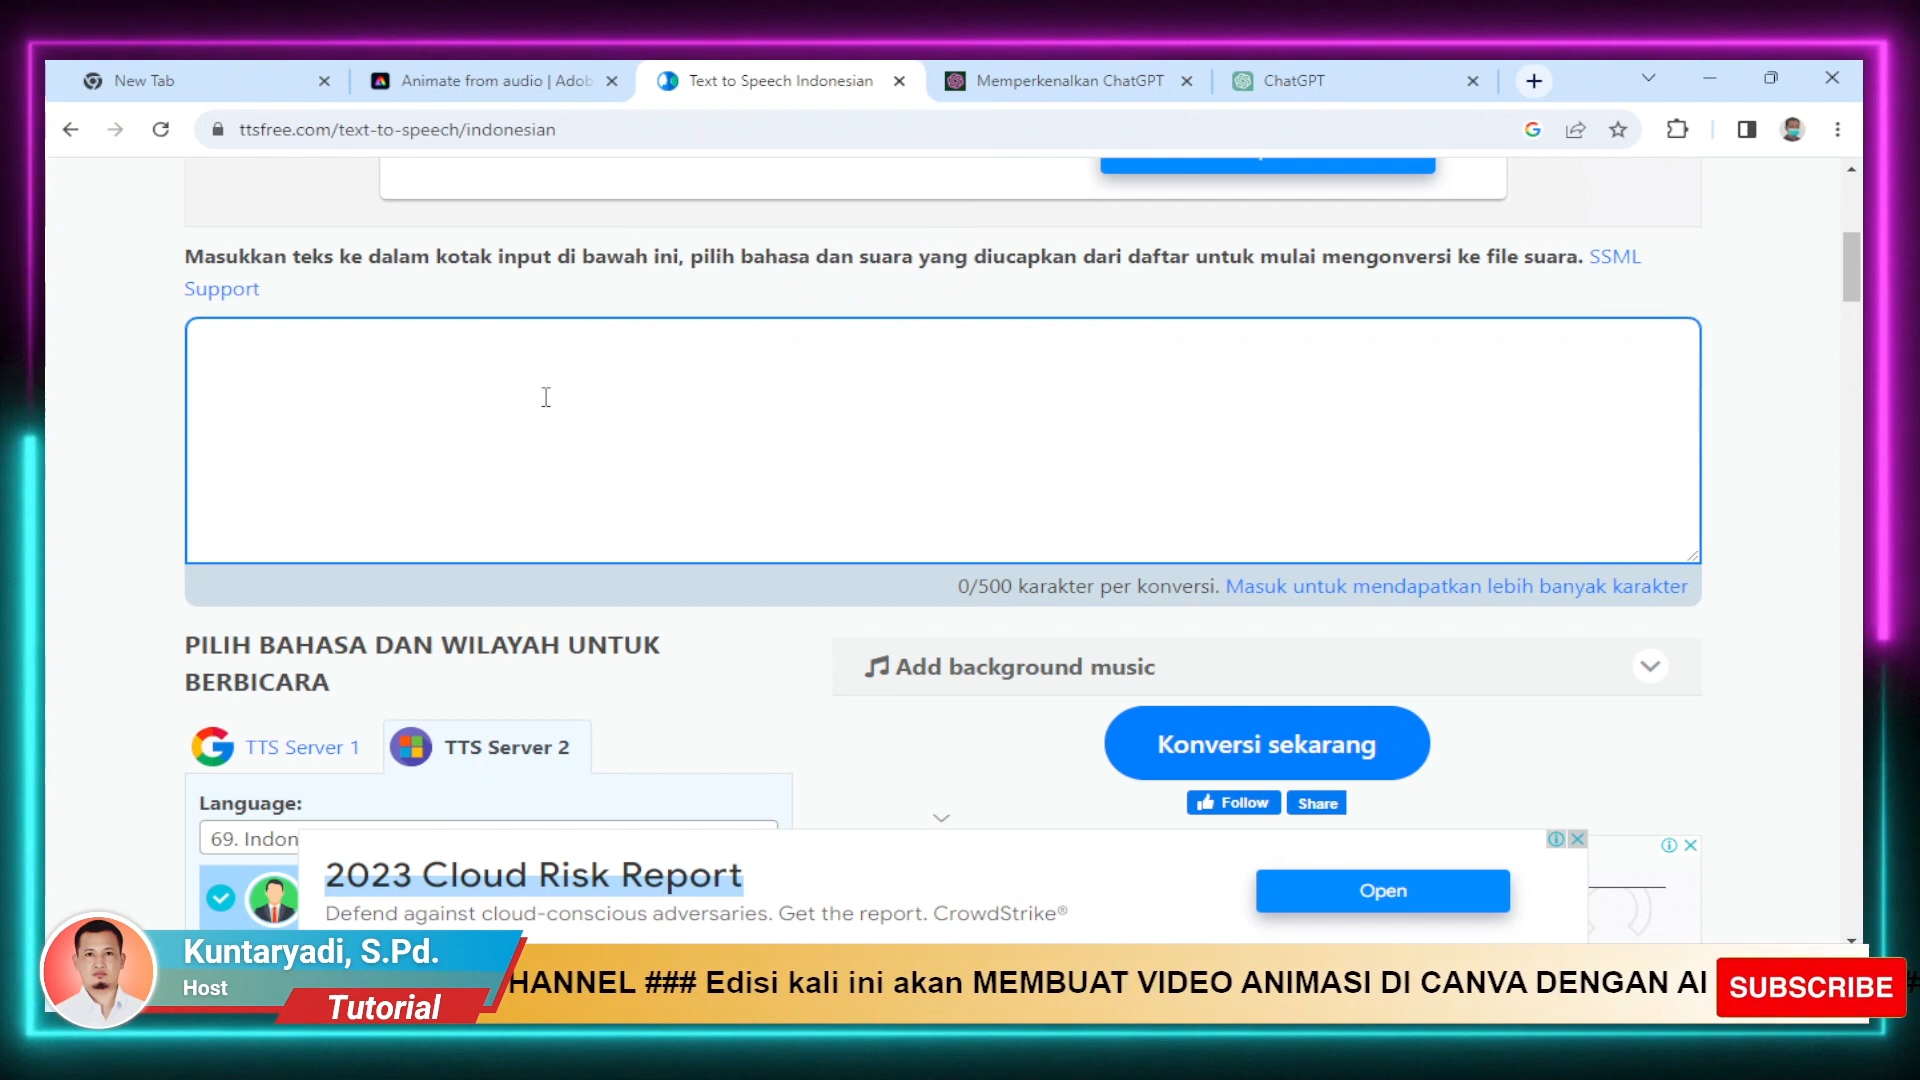 New Tab
Animate from audio | Adob
Text to Speech Indonesian
Memperkenalkan ChatGPT
ChatGPT
ttsfree.com/text-to-speech/indonesian
Masukkan teks ke dalam kotak input di bawah ini, pilih bahasa dan suara yang diucapkan dari daftar untuk mulai mengonversi ke file suara. SSML
Support
0/500 karakter per konversi. Masuk untuk mendapatkan lebih banyak karakter
PILIH BAHASA DAN WILAYAH UNTUK
BERBICARA
Add background music
TTS Server 1
TTS Server 2
Konversi sekarang
Follow
Share
Language:
69. Indon
2023 Cloud Risk Report
Defend against cloud-conscious adversaries. Get the report. CrowdStrike®
Open
Kuntaryadi, S.Pd.
Host
Tutorial
HANNEL ### Edisi kali ini akan MEMBUAT VIDEO ANIMASI DI CANVA DENGAN AI
SUBSCRIBE